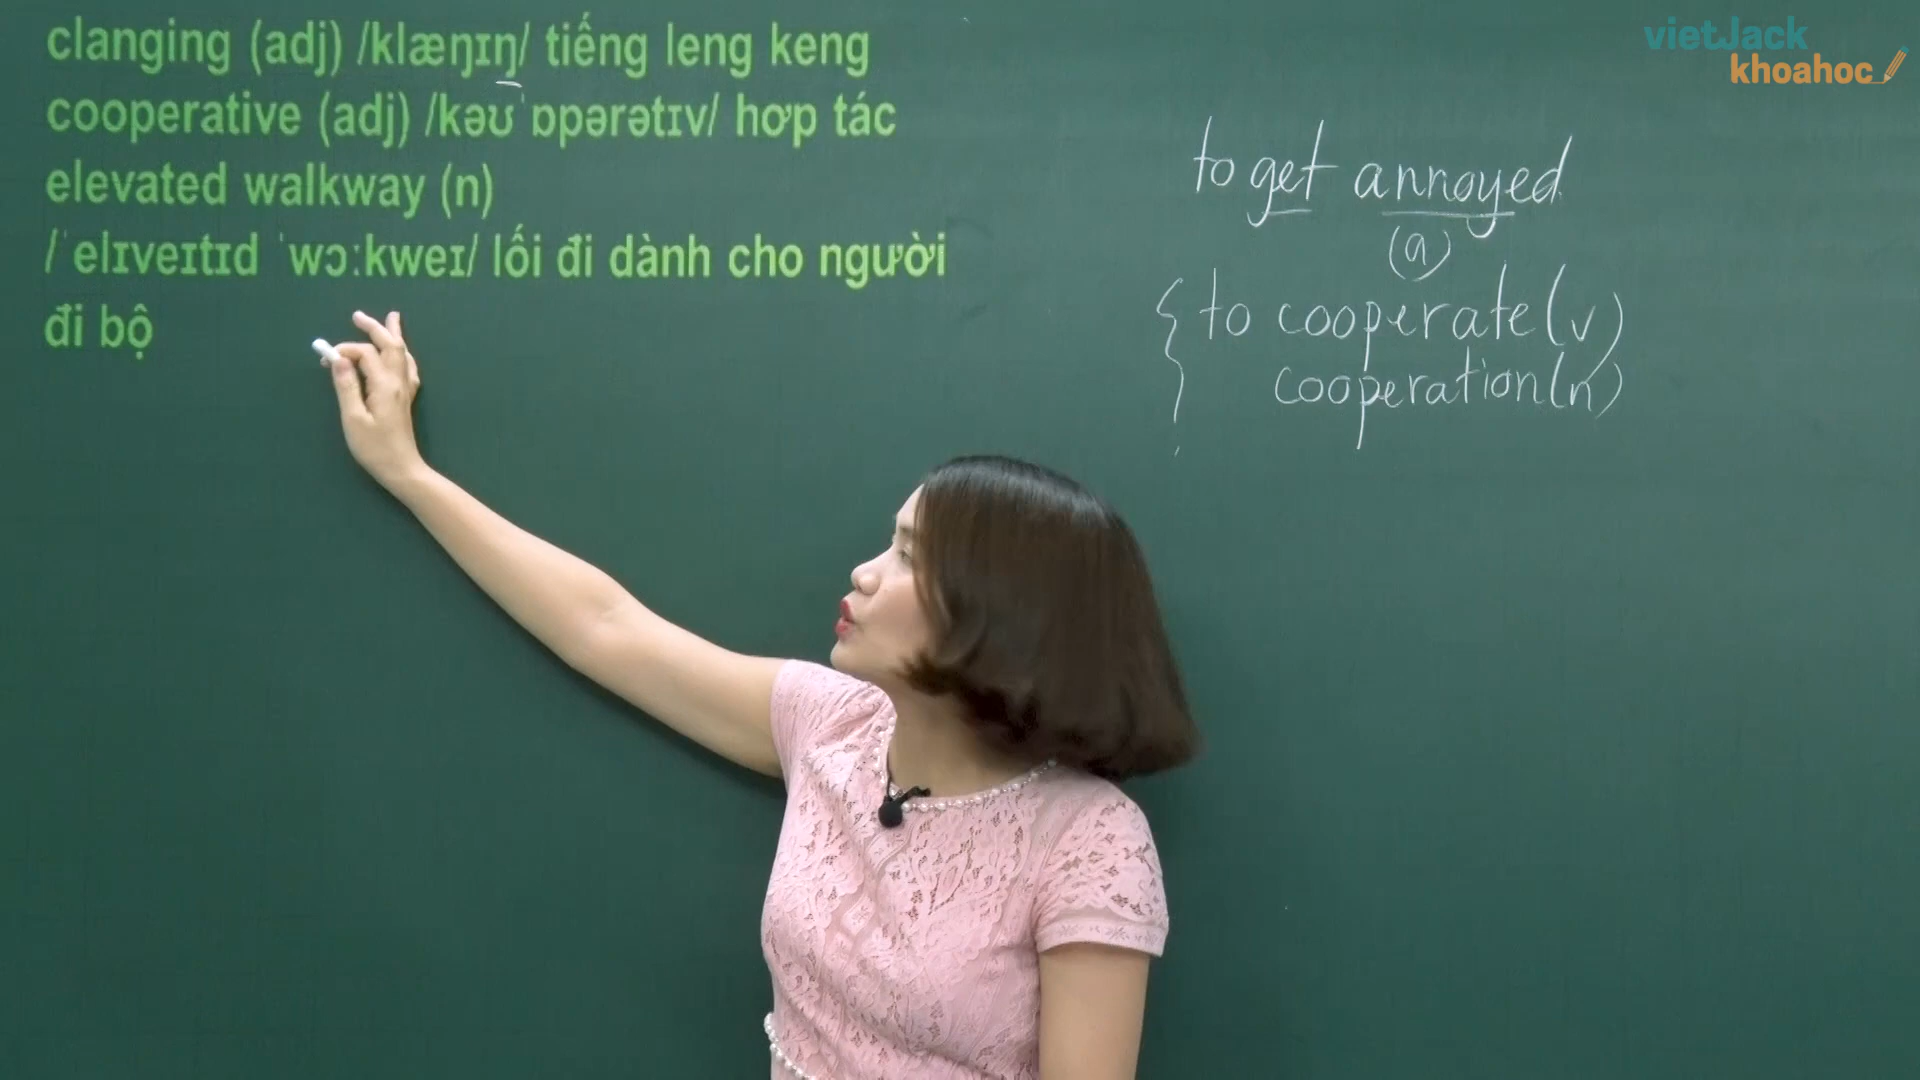 clanging (adj) /klæŋɪŋ/ tiếng leng keng
cooperative (adj) /kəʊˈɒpərətɪv/ hợp tác
elevated walkway (n)
/ˈelɪveɪtɪd ˈwɔːkweɪ/ lối đi dành cho người
đi bộ
vietJack
khoahoc
to get annoyed
(a)
{ to cooperate (v)
cooperation (n)